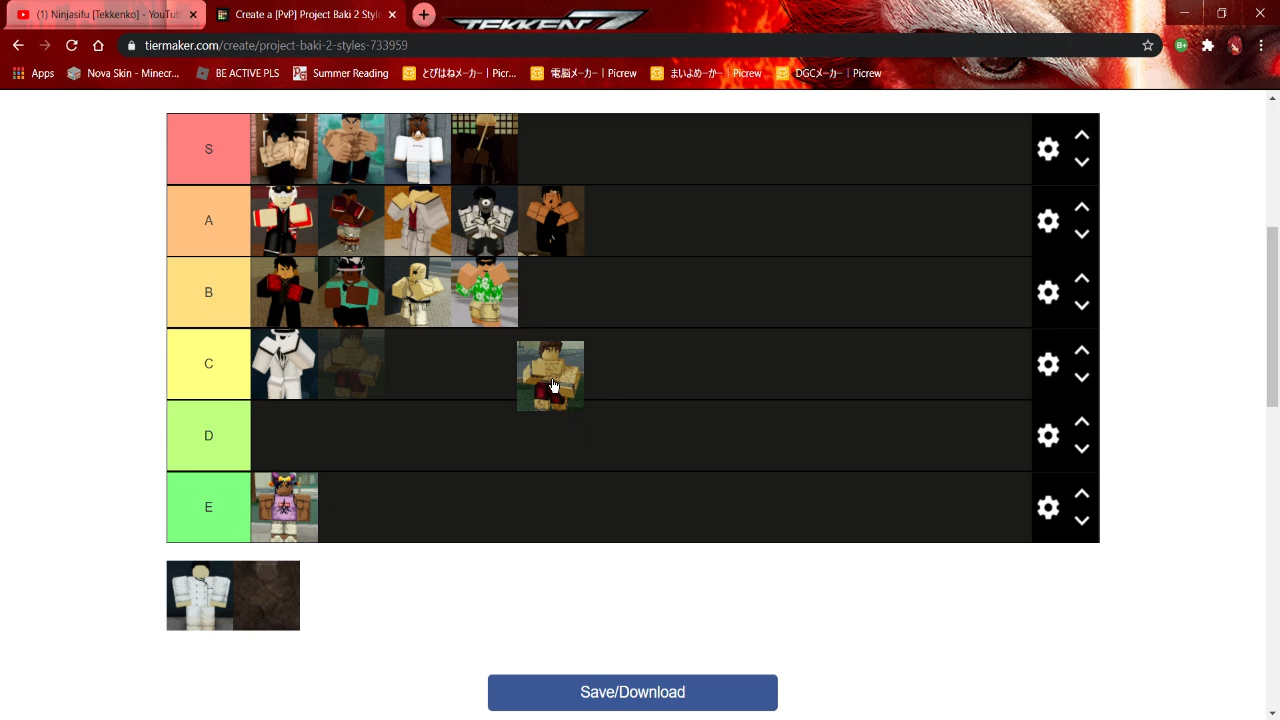 (1) Ninjasifu [Tekkenko] - YouTub
Create a [PvP] Project Baki 2 Styl
TEKKEN 7
tiermaker.com/create/project-baki-2-styles-733959
Apps
Nova Skin - Minecr...
BE ACTIVE PLS
Summer Reading
とびはねメーカー｜Picr...
電脳メーカー｜Picrew
まいよめーかー｜Picrew
DGCメーカー｜Picrew
S
A
B
C
D
E
Save/Download